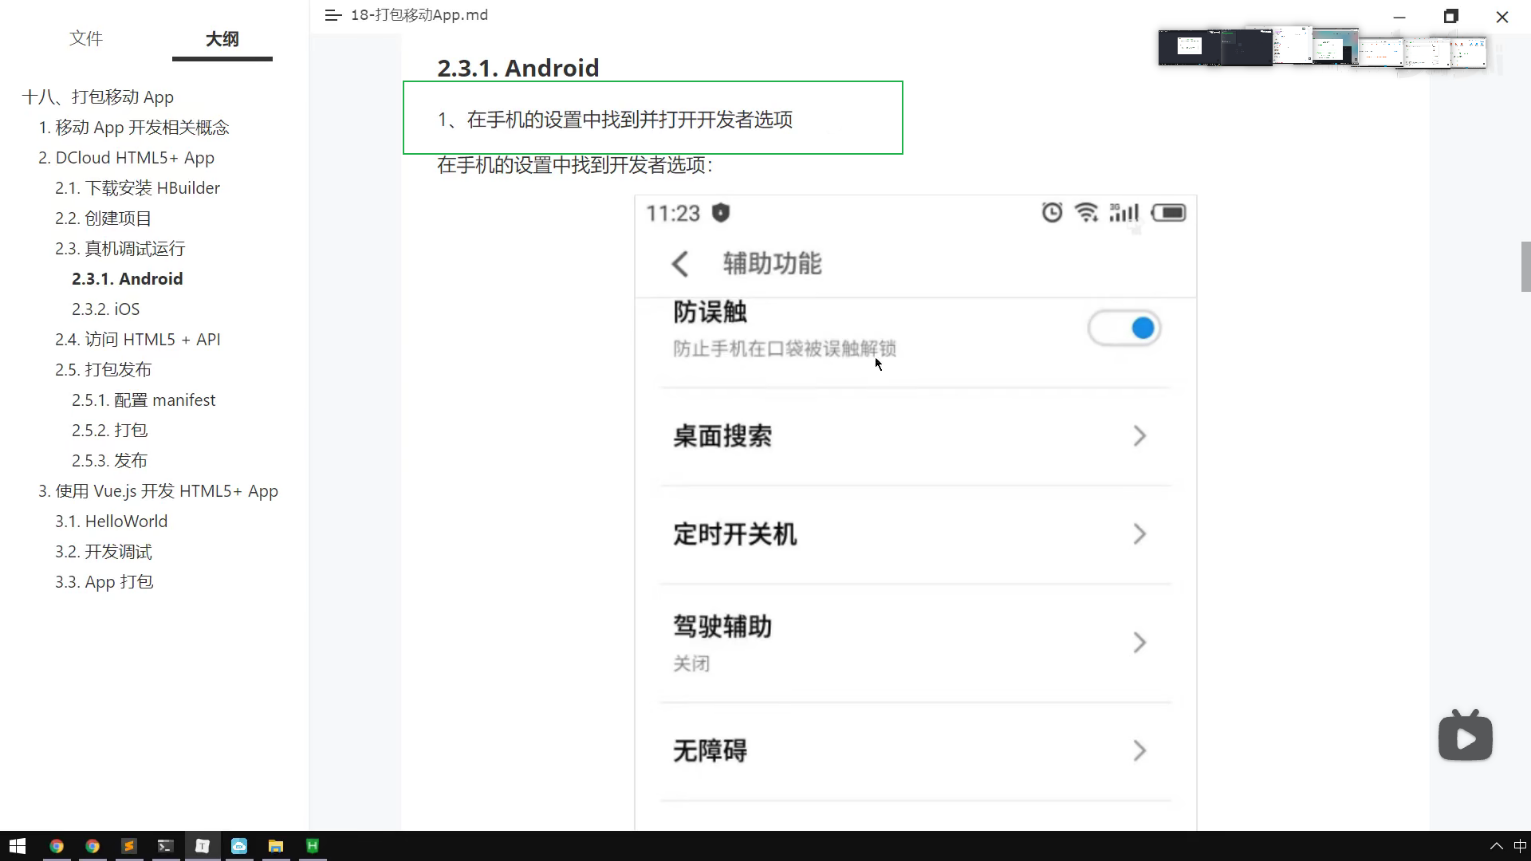 18-打包移动App.md
文件
大纲
十八、打包移动 App
1. 移动 App 开发相关概念
2. DCloud HTML5+ App
2.1. 下载安装 HBuilder
2.2. 创建项目
2.3. 真机调试运行
2.3.1. Android
2.3.2. iOS
2.4. 访问 HTML5 + API
2.5. 打包发布
2.5.1. 配置 manifest
2.5.2. 打包
2.5.3. 发布
3. 使用 Vue.js 开发 HTML5+ App
3.1. HelloWorld
3.2. 开发调试
3.3. App 打包
2.3.1. Android
1、在手机的设置中找到并打开开发者选项
在手机的设置中找到开发者选项：
11:23
3G
辅助功能
防误触
防止手机在口袋被误触解锁
桌面搜索
定时开关机
驾驶辅助
关闭
无障碍
中